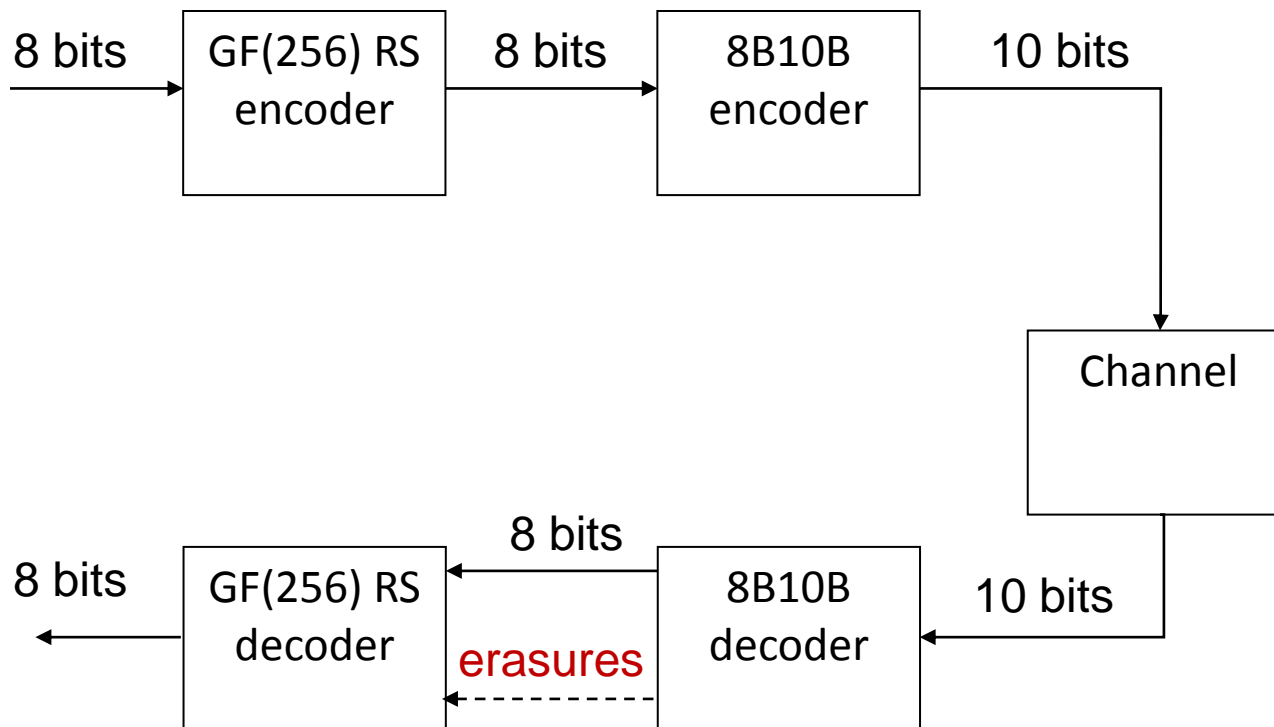 8 bits
GF(256) RS
encoder
8 bits
8B10B
encoder
10 bits
Channel
8 bits
GF(256) RS
decoder
8 bits
erasures
8B10B
decoder
10 bits